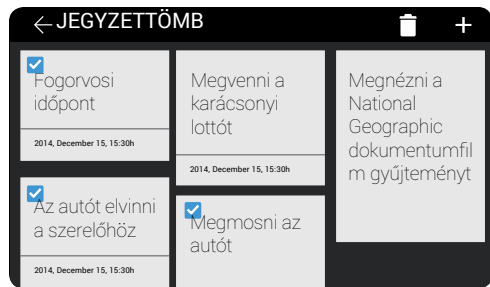 JEGYZETTÖMB
Fogorvosi
időpont
2014, December 15, 15:30h
Az autót elvinni
a szerelőhöz
2014, December 15, 15:30h
Megvenni a
karácsonyi
lottót
2014, December 15, 15:30h
Megmosni az
autót
Megnézni a
National
Geographic
dokumentumfil
m gyűjteményt